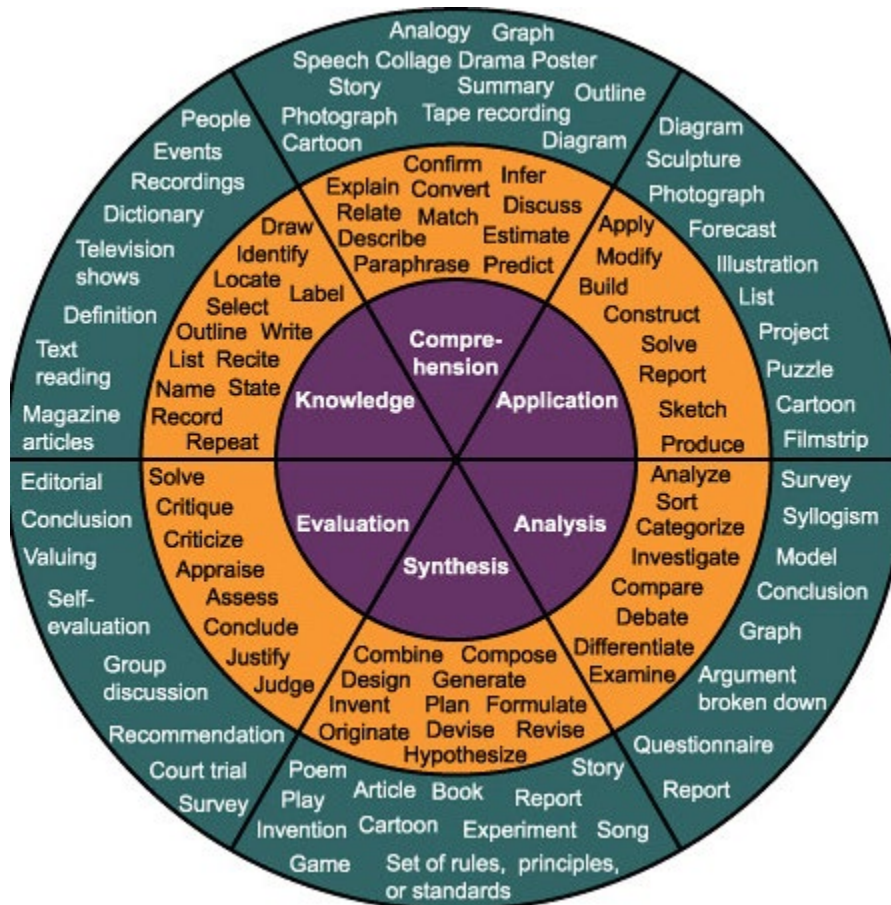 Analogy Graph
Speech Collage Drama Poster
Story Summary Outline
Photograph Tape recording
Cartoon Diagram
Confirm Infer
Explain Convert
Relate Match Discuss
Describe Estimate
Paraphrase Predict
Compre-
hension
Diagram
Sculpture
Photograph
Forecast
Illustration
List
Project
Puzzle
Cartoon
Filmstrip
Apply
Modify
Build
Construct
Solve
Report
Sketch
Produce
Application
Survey
Syllogism
Model
Conclusion
Graph
Argument
broken down
Questionnaire
Report
Analyze
Sort
Categorize
Investigate
Compare
Debate
Differentiate
Examine
Analysis
Synthesis
Combine Compose
Design Generate
Invent Plan Formulate
Originate Devise Revise
Hypothesize
Poem Story
Play Article Book Report
Invention Cartoon Experiment Song
Game Set of rules, principles,
or standards
Evaluation
Solve
Critique
Criticize
Appraise
Assess
Conclude
Justify
Judge
Editorial
Conclusion
Valuing
Self-
evaluation
Group
discussion
Recommendation
Court trial
Survey
Knowledge
Draw
Identify
Locate
Select Label
Outline Write
List Recite
Name State
Record
Repeat
People
Events
Recordings
Dictionary
Television
shows
Definition
Text
reading
Magazine
articles